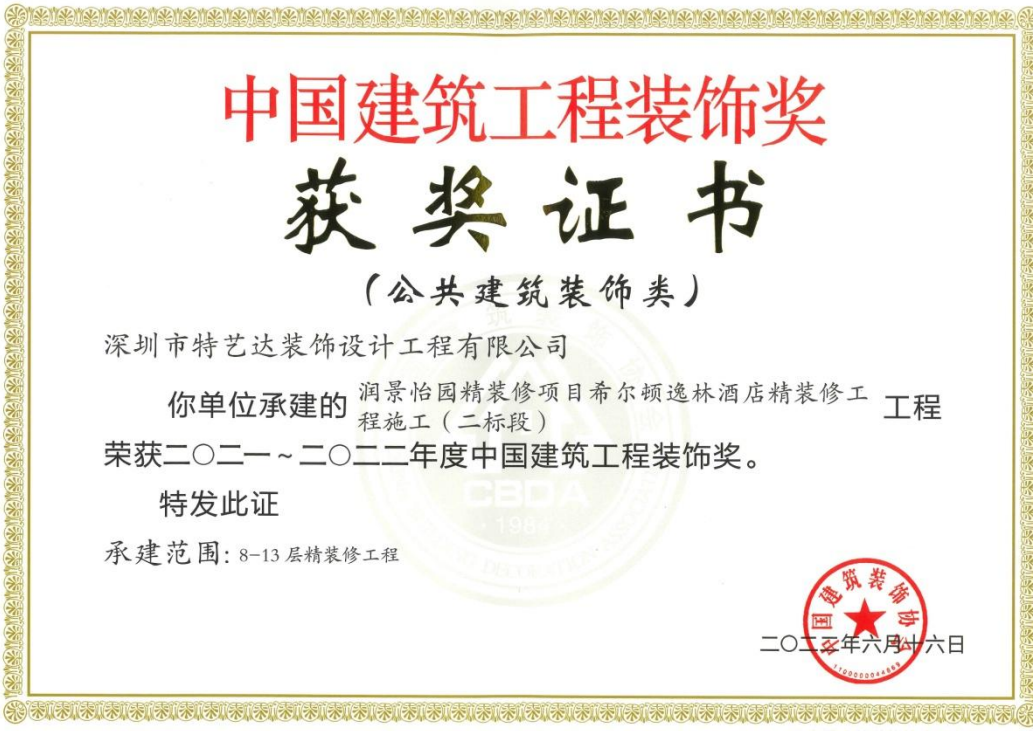 中国建筑工程装饰奖
获奖证书
（公共建筑装饰类）
深圳市特艺达装饰设计工程有限公司
你单位承建的 润景怡园精装修项目希尔顿逸林酒店精装修工 工程
程施工（二标段）
荣获二〇二一～二〇二二年度中国建筑工程装饰奖。
特发此证
承建范围: 8-13 层精装修工程
CBDA
·1984·
中国建筑装饰协会
年六月十六日